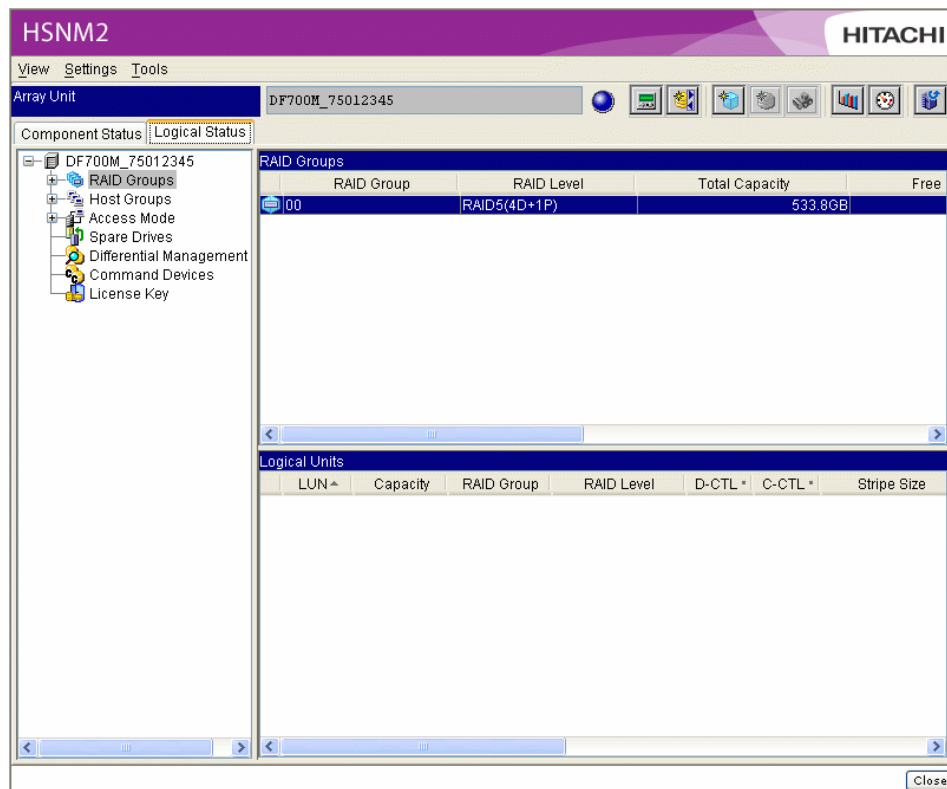 HSNM2 HITACHI
View Settings Tools
Array Unit DF700M_75012345
Component Status Logical Status
DF700M_75012345
RAID Groups
Host Groups
Access Mode
Spare Drives
Differential Management
Command Devices
License Key
RAID Groups
RAID Group RAID Level Total Capacity Free
00 RAID5(4D+1P) 533.8GB
Logical Units
LUN Capacity RAID Group RAID Level D-CTL * C-CTL * Stripe Size
Close